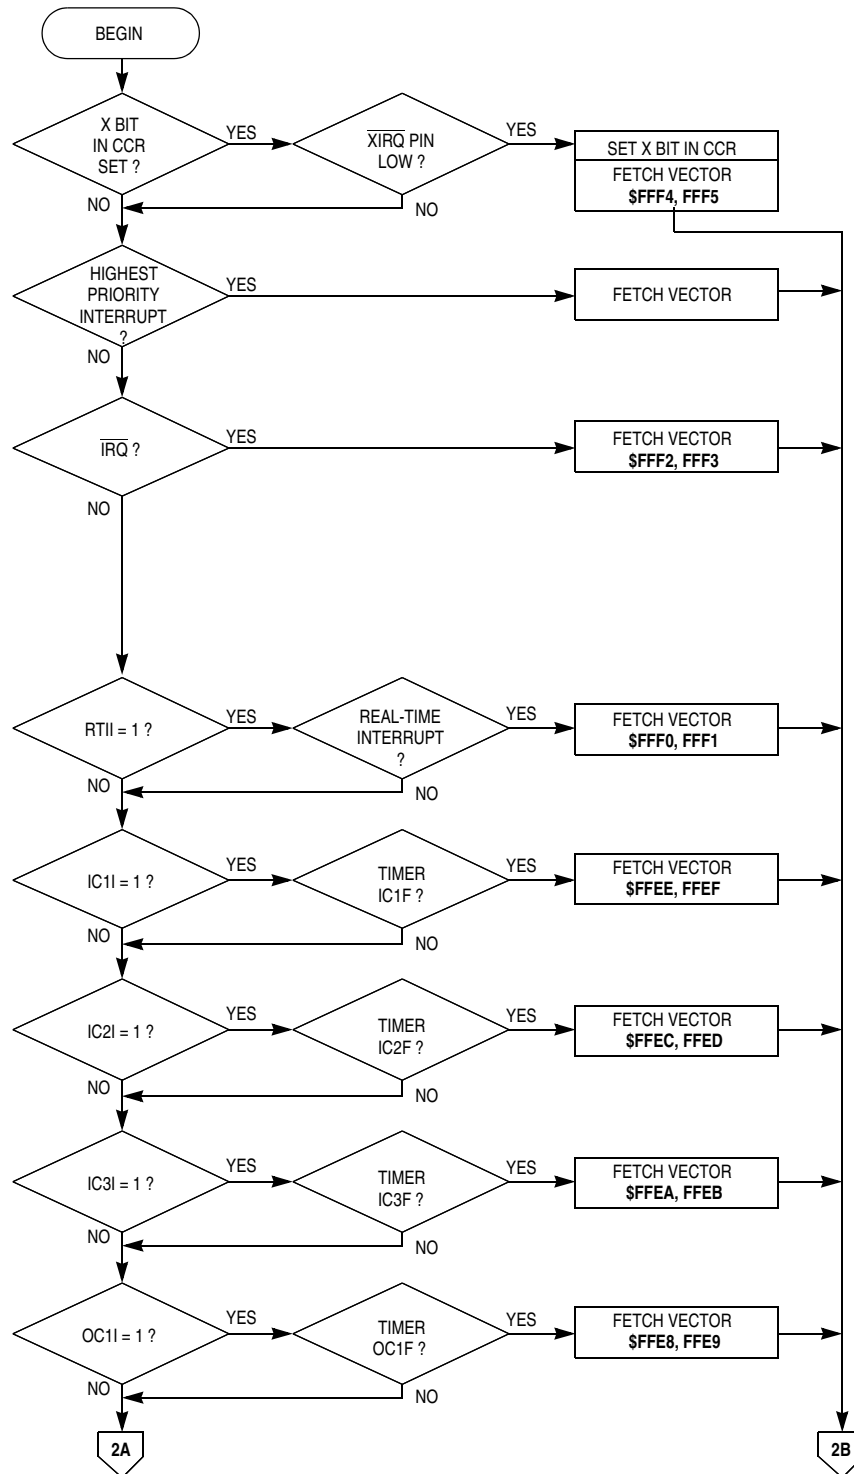 BEGIN
X BIT
IN CCR
SET ?
YES
XIRQ PIN
LOW ?
YES
SET X BIT IN CCR
FETCH VECTOR
$FFF4, FFF5
NO
NO
HIGHEST
PRIORITY
INTERRUPT
?
YES
FETCH VECTOR
NO
IRQ ?
YES
FETCH VECTOR
$FFF2, FFF3
NO
RTII = 1 ?
YES
REAL-TIME
INTERRUPT
?
YES
FETCH VECTOR
$FFF0, FFF1
NO
NO
IC1I = 1 ?
YES
TIMER
IC1F ?
YES
FETCH VECTOR
$FFEE, FFEF
NO
NO
IC2I = 1 ?
YES
TIMER
IC2F ?
YES
FETCH VECTOR
$FFEC, FFED
NO
NO
IC3I = 1 ?
YES
TIMER
IC3F ?
YES
FETCH VECTOR
$FFEA, FFEB
NO
NO
OC1I = 1 ?
YES
TIMER
OC1F ?
YES
FETCH VECTOR
$FFE8, FFE9
NO
NO
2A
2B